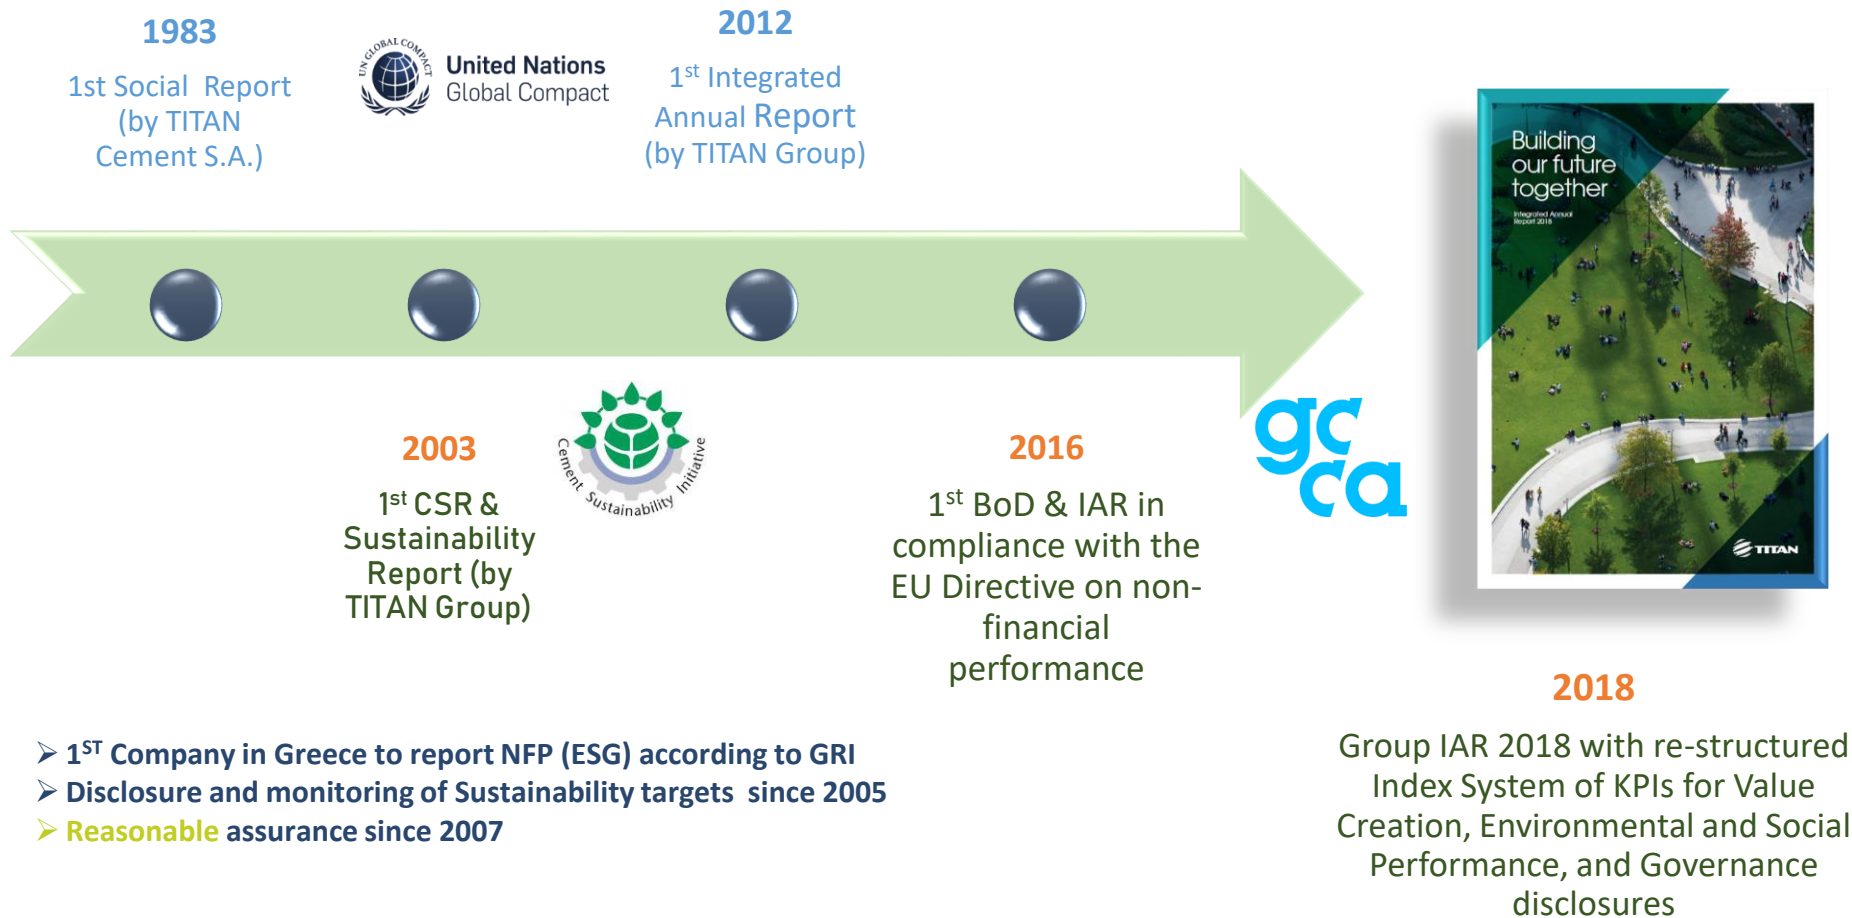 1983
1st Social Report
(by TITAN
Cement S.A.)
UN GLOBAL COMPACT
United Nations
Global Compact
2012
1st Integrated
Annual Report
(by TITAN Group)
Building
our future
together
Integrated Annual
Report 2018
TITAN
2003
1st CSR &
Sustainability
Report (by
TITAN Group)
Cement Sustainability Initiative
2016
1st BoD & IAR in
compliance with the
EU Directive on non-
financial
performance
gc
ca
2018
Group IAR 2018 with re-structured
Index System of KPIs for Value
Creation, Environmental and Social
Performance, and Governance
disclosures
➢ 1ST Company in Greece to report NFP (ESG) according to GRI
➢ Disclosure and monitoring of Sustainability targets since 2005
➢ Reasonable assurance since 2007